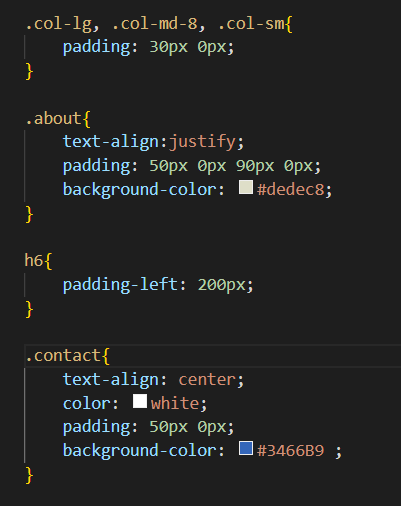 .col-lg, .col-md-8, .col-sm{
padding: 30px 0px;
}
.about{
text-align:justify;
padding: 50px 0px 90px 0px;
background-color: #dedec8;
}
h6{
padding-left: 200px;
}
.contact{
text-align: center;
color: white;
padding: 50px 0px;
background-color: #3466B9 ;
}